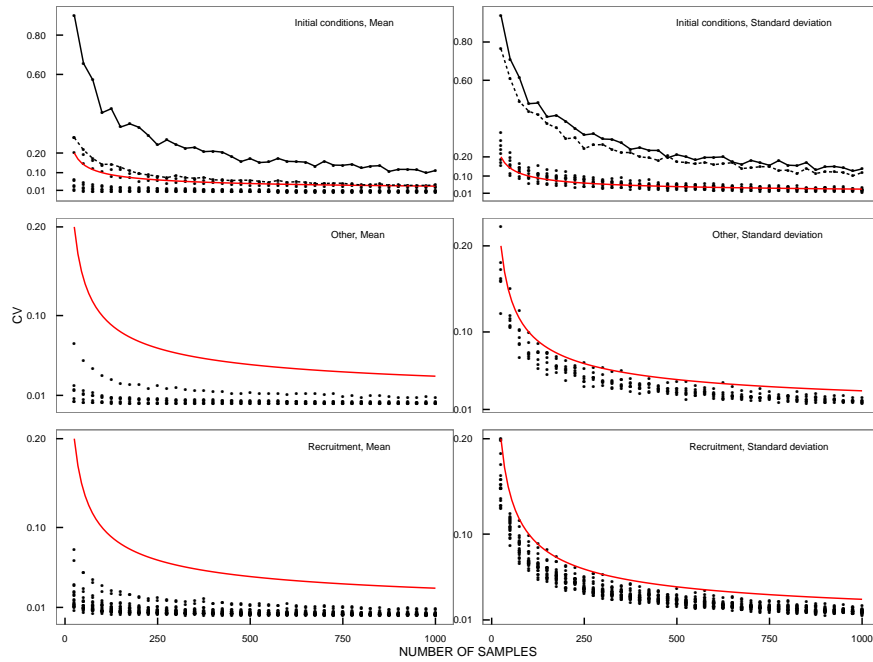 Initial conditions, Mean
0.80
0.60
0.20
0.10
0.01
Initial conditions, Standard deviation
0.80
0.60
0.20
0.10
0.01
Other, Mean
0.20
0.10
0.01
Other, Standard deviation
0.20
0.10
0.01
CV
Recruitment, Mean
0.20
0.10
0.01
0 250 500 750 1000
Recruitment, Standard deviation
0.20
0.10
0.01
0 250 500 750 1000
NUMBER OF SAMPLES